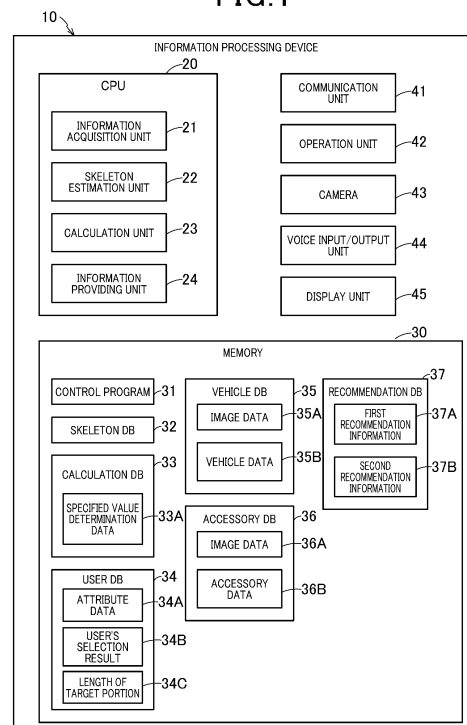 FIG.1
10
INFORMATION PROCESSING DEVICE
20
CPU
INFORMATION
ACQUISITION UNIT
21
SKELETON
ESTIMATION UNIT
22
CALCULATION UNIT
23
INFORMATION
PROVIDING UNIT
24
COMMUNICATION
UNIT
41
OPERATION UNIT
42
CAMERA
43
VOICE INPUT/OUTPUT
UNIT
44
DISPLAY UNIT
45
30
MEMORY
CONTROL PROGRAM
31
SKELETON DB
32
33
CALCULATION DB
SPECIFIED VALUE
DETERMINATION
DATA
33A
34
USER DB
ATTRIBUTE
DATA
34A
USER'S
SELECTION
RESULT
34B
LENGTH OF
TARGET PORTION
34C
VEHICLE DB
35
IMAGE DATA
35A
VEHICLE DATA
35B
ACCESSORY DB
36
IMAGE DATA
36A
ACCESSORY
DATA
36B
37
RECOMMENDATION DB
FIRST
RECOMMENDATION
INFORMATION
37A
SECOND
RECOMMENDATION
INFORMATION
37B